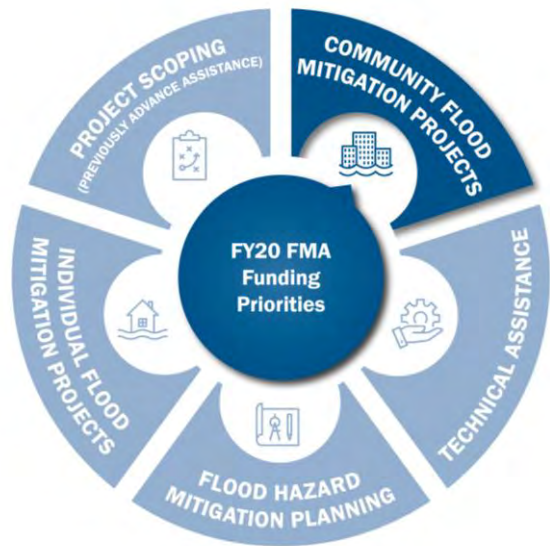 PROJECT SCOPING
(PREVIOUSLY ADVANCE ASSISTANCE)
COMMUNITY FLOOD
MITIGATION PROJECTS
FY20 FMA
Funding
Priorities
INDIVIDUAL FLOOD
MITIGATION PROJECTS
TECHNICAL ASSISTANCE
FLOOD HAZARD
MITIGATION PLANNING